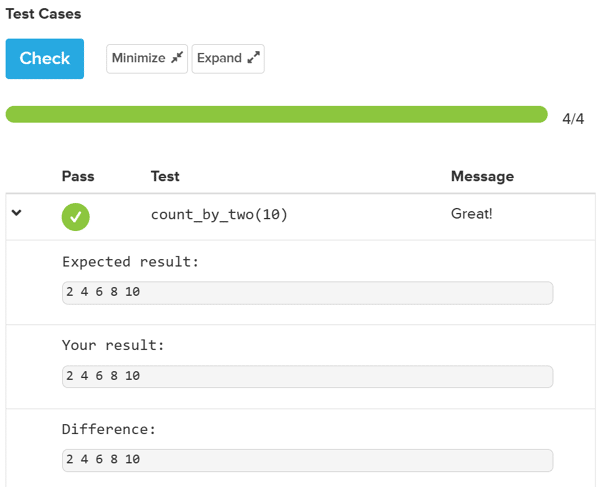 Test Cases
Check Minimize Expand
4/4
Pass Test Message
count_by_two(10) Great!
Expected result:
2 4 6 8 10
Your result:
2 4 6 8 10
Difference:
2 4 6 8 10